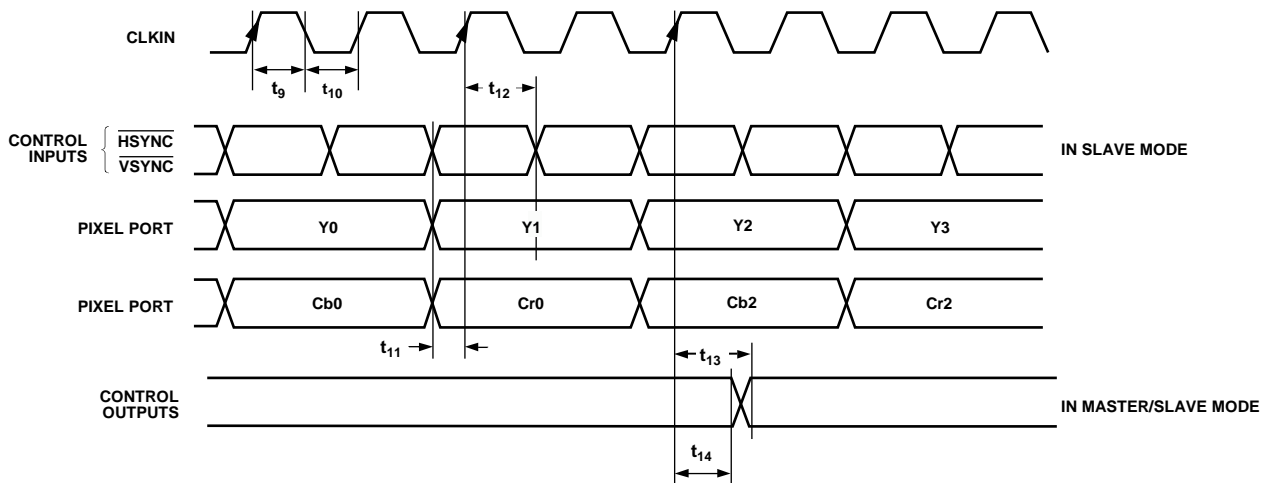 CLKIN
t9
t10
t12
CONTROL INPUTS
HSYNC
VSYNC
IN SLAVE MODE
PIXEL PORT
Y0
Y1
Y2
Y3
PIXEL PORT
Cb0
Cr0
Cb2
Cr2
t11
t13
CONTROL OUTPUTS
IN MASTER/SLAVE MODE
t14